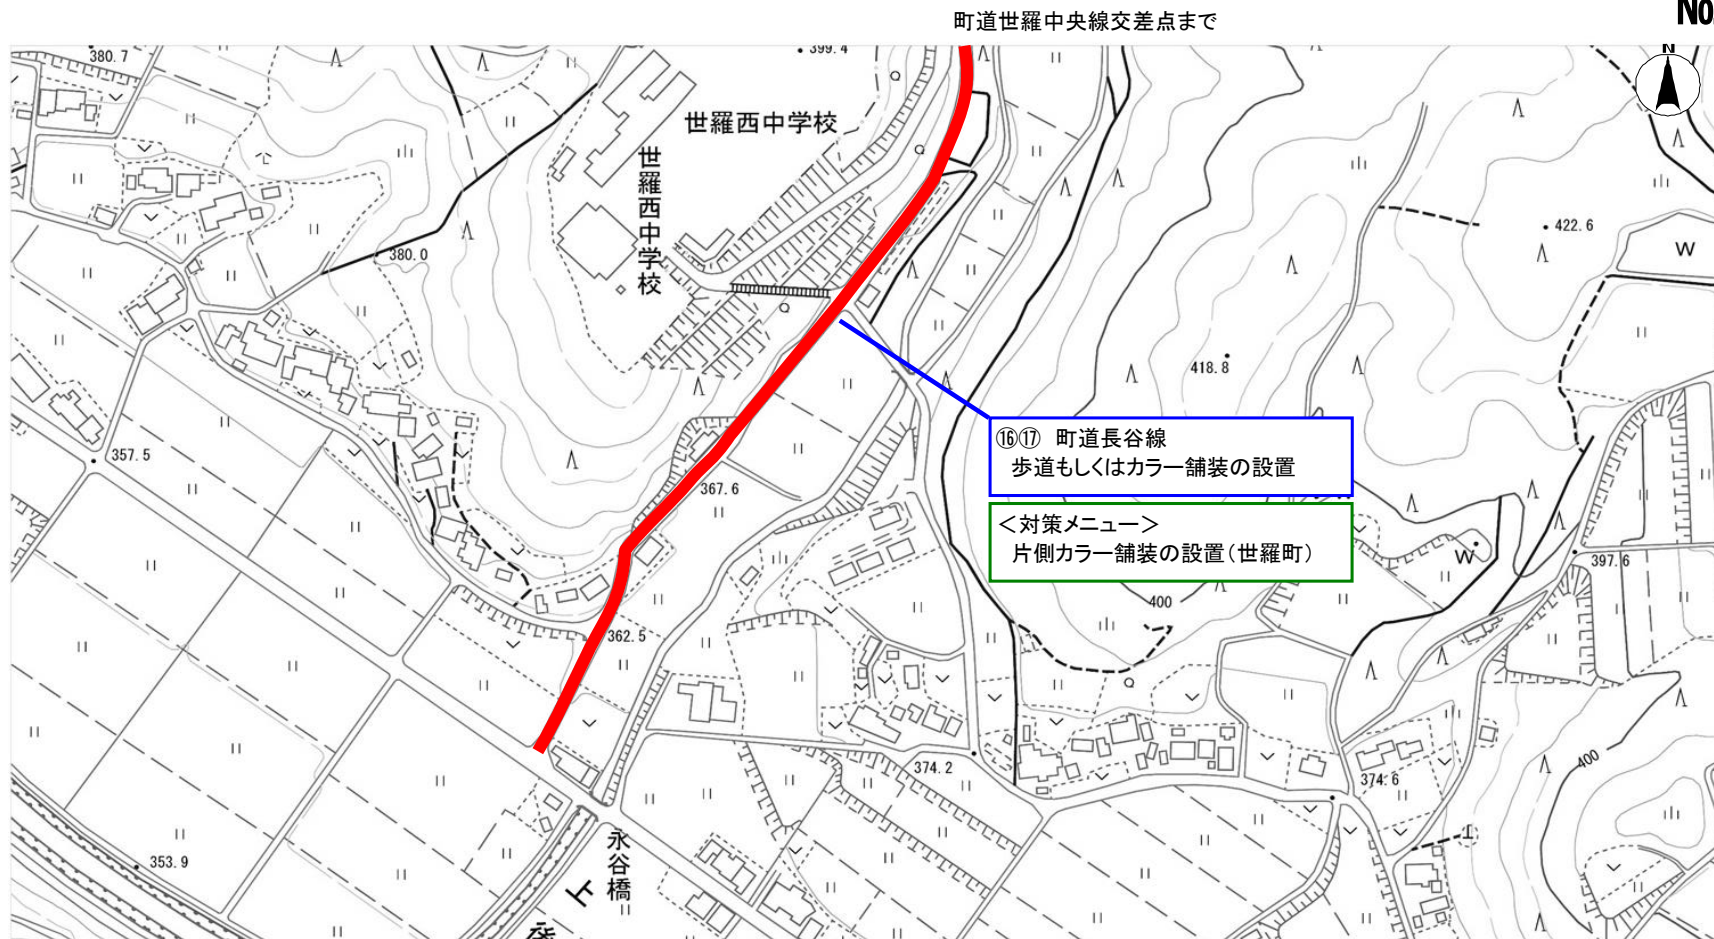 町道世羅中央線交差点まで
No
N
380.7
399.4
世羅西中学校
世羅西中学校
380.0
422.6
W
418.8
357.5
⑯⑰ 町道長谷線
歩道もしくはカラー舗装の設置
367.6
＜対策メニュー＞
片側カラー舗装の設置（世羅町）
W
397.6
400
362.5
374.2
400
374.6
353.9
永谷橋